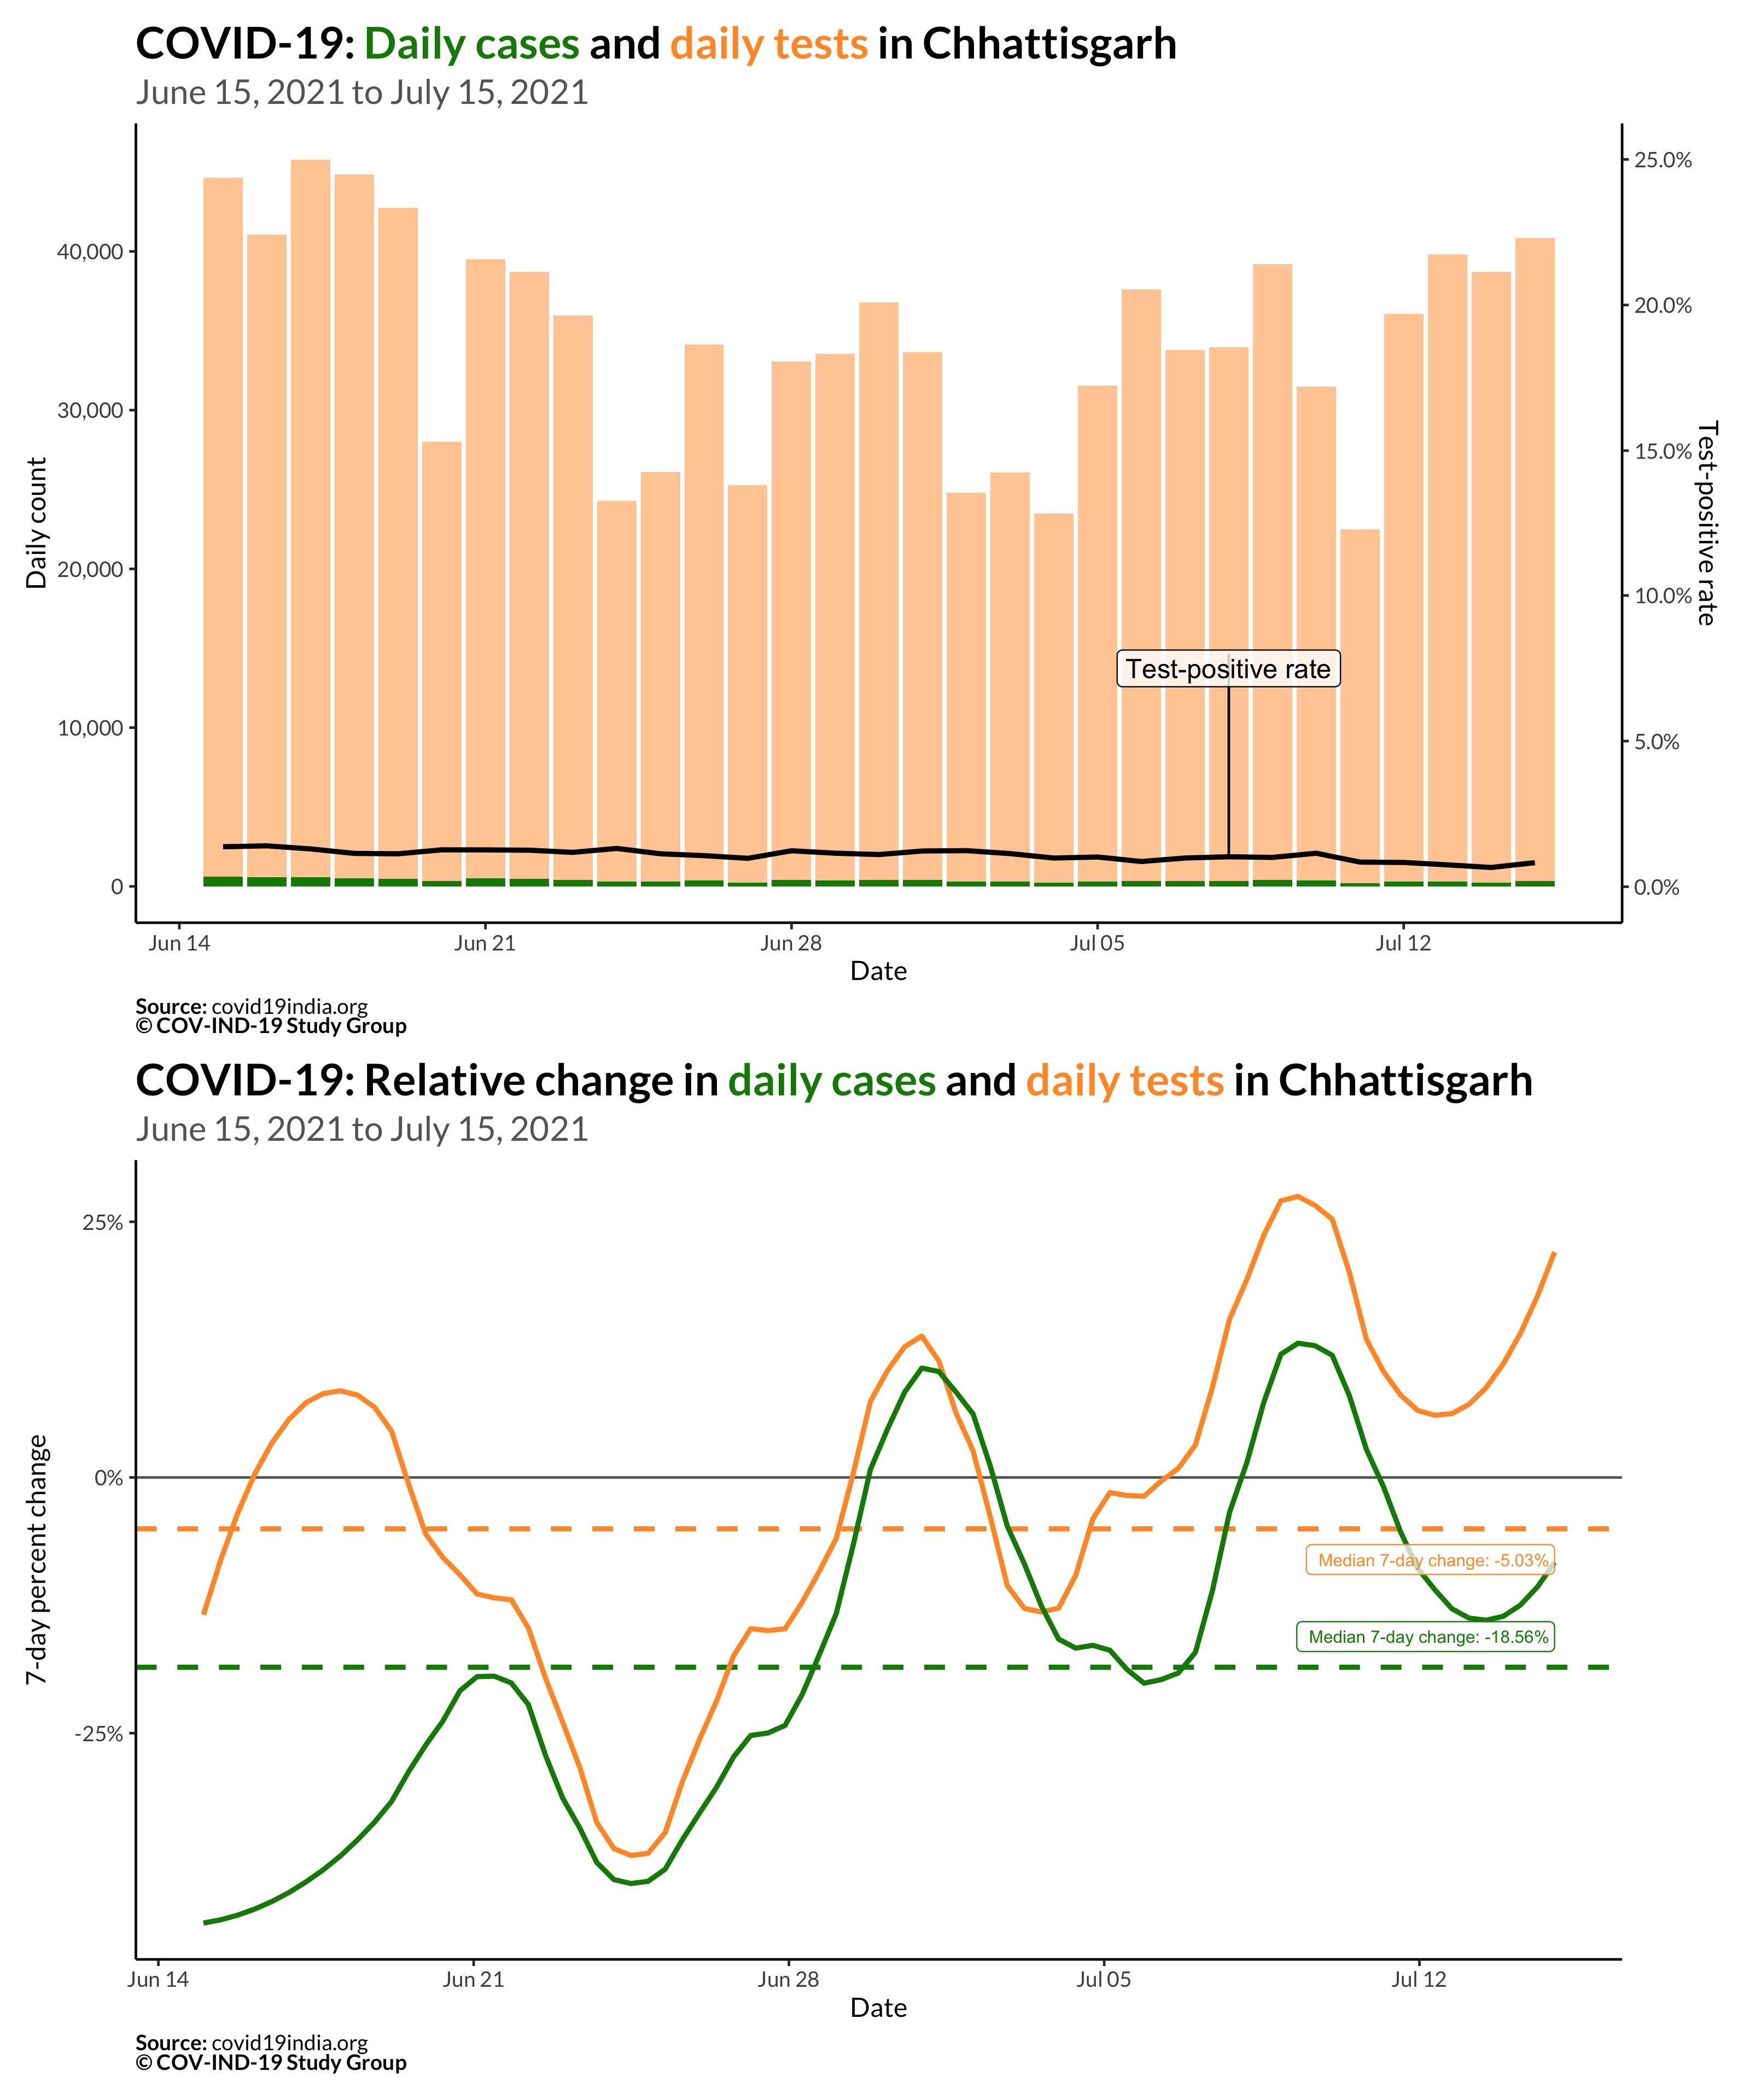 COVID-19: Daily cases and daily tests in Chhattisgarh
June 15, 2021 to July 15, 2021
Daily count
40,000
30,000
20,000
10,000
0
25.0%
20.0%
15.0%
10.0%
5.0%
0.0%
Test-positive rate
Test-positive rate
Jun 14
Jun 21
Jun 28
Jul 05
Jul 12
Date
Source: covid19india.org
© COV-IND-19 Study Group
COVID-19: Relative change in daily cases and daily tests in Chhattisgarh
June 15, 2021 to July 15, 2021
7-day percent change
25%
0%
-25%
Median 7-day change: -5.03%
Median 7-day change: -18.56%
Jun 14
Jun 21
Jun 28
Jul 05
Jul 12
Date
Source: covid19india.org
© COV-IND-19 Study Group